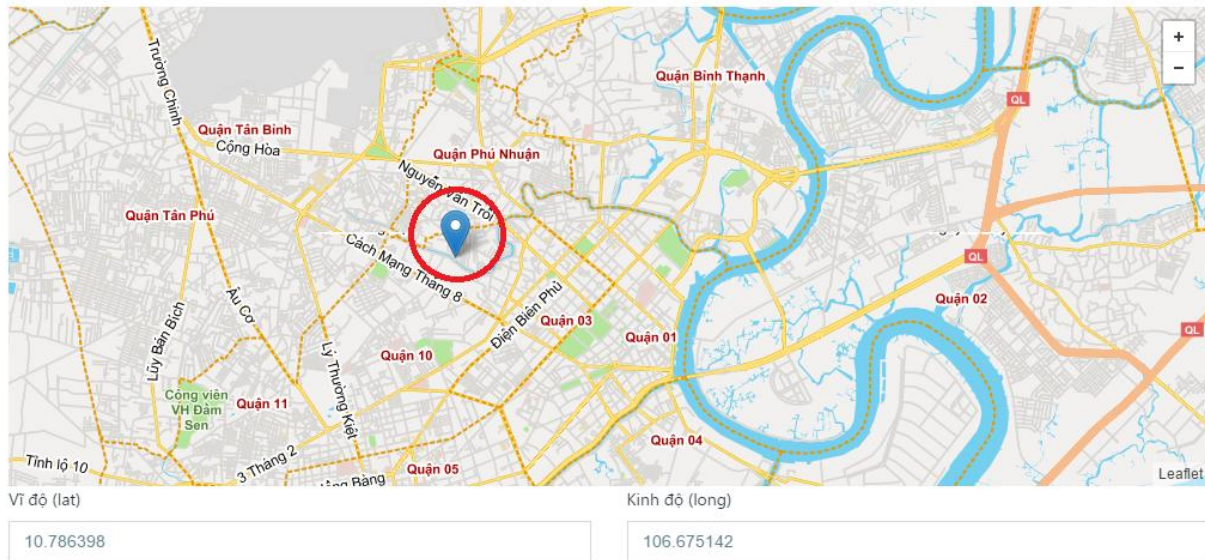 +
−
Trường Chinh
Quận Bình Thạnh
QL
Quận Tân Bình
Cộng Hòa
Quận Phú Nhuận
Nguyễn Văn Trỗi
Quận Tân Phú
Cách Mạng Tháng 8
QL
Quận 02
Âu Cơ
Lũy Bán Bích
Điện Biên Phủ
Quận 03
Quận 01
QL
Lý Thường Kiệt
Quận 10
Công viên
VH Đầm
Sen
Quận 11
Quận 04
3 Tháng 2
Tỉnh lộ 10
Quận 05
Leaflet
Vĩ độ (lat)
Kinh độ (long)
10.786398
106.675142